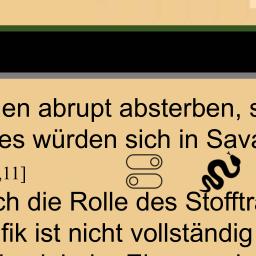 en abrupt absterben, s
es würden sich in Sava
,11]
ch die Rolle des Stofftra
fik ist nicht vollständig